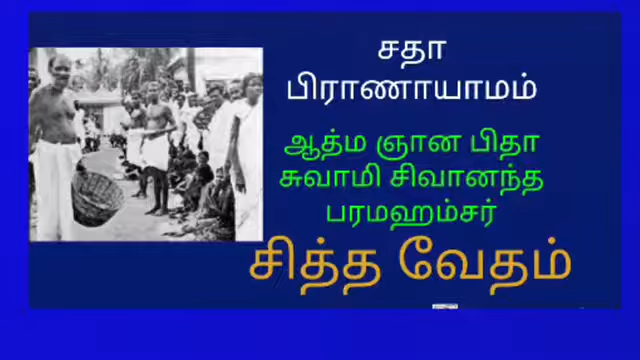 சதா
பிராணாயாமம்
ஆத்ம ஞான பிதா
சுவாமி சிவானந்த
பரமஹம்சர்
சித்த வேதம்